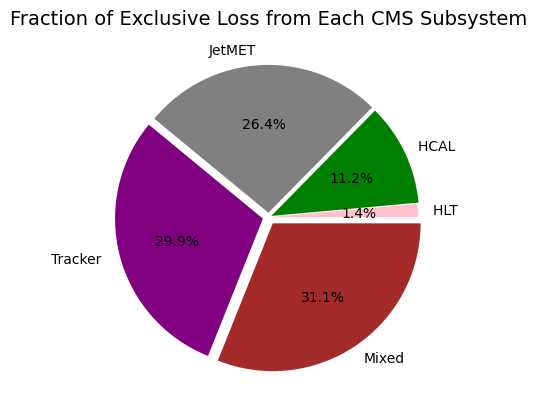 Fraction of Exclusive Loss from Each CMS Subsystem
JetMET
26.4%
HCAL
11.2%
HLT
1.4%
Tracker
29.9%
31.1%
Mixed